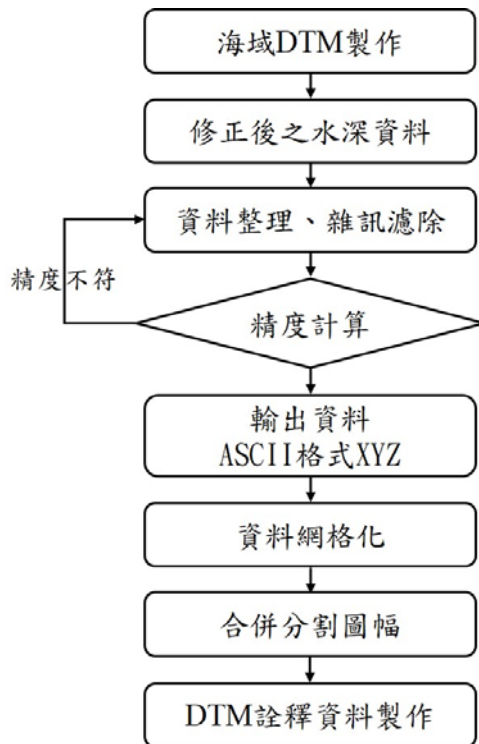 海域DTM製作
修正後之水深資料
資料整理、雜訊濾除
精度不符
精度計算
輸出資料
ASCII格式XYZ
資料網格化
合併分割圖幅
DTM詮釋資料製作